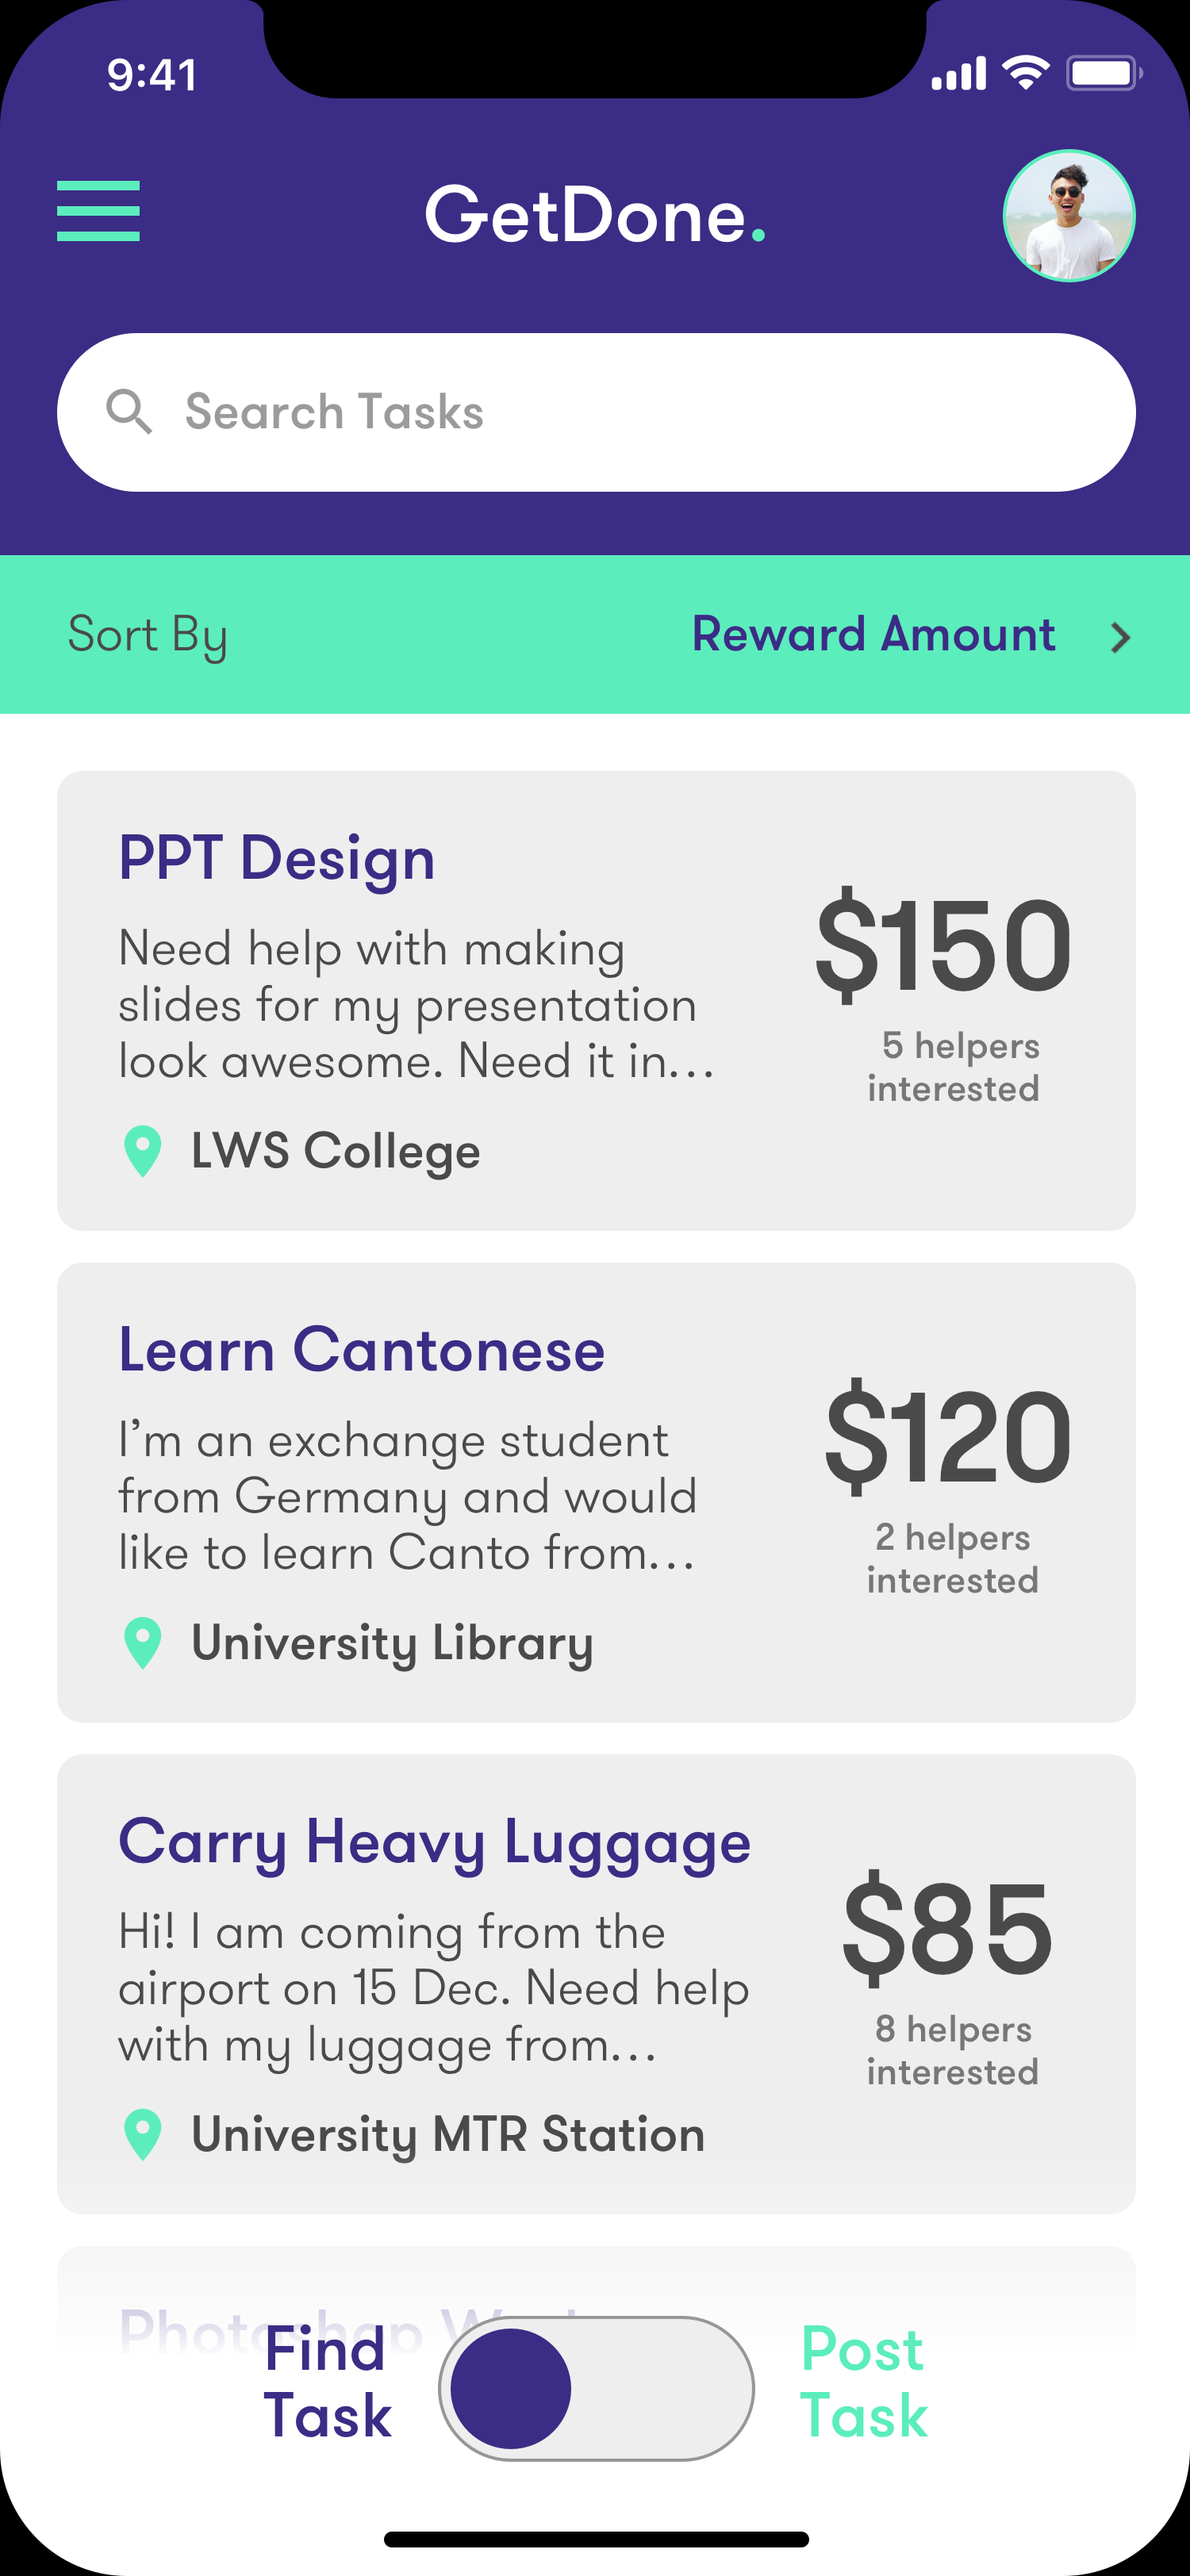 9:41
GetDone.
Search Tasks
Sort By
Reward Amount
PPT Design
Need help with making
slides for my presentation
look awesome. Need it in...
LWS College
$150
5 helpers
interested
Learn Cantonese
I’m an exchange student
from Germany and would
like to learn Canto from...
University Library
$120
2 helpers
interested
Carry Heavy Luggage
Hi! I am coming from the
airport on 15 Dec. Need help
with my luggage from...
University MTR Station
$85
8 helpers
interested
Photoshop
Find
Task
Post
Task